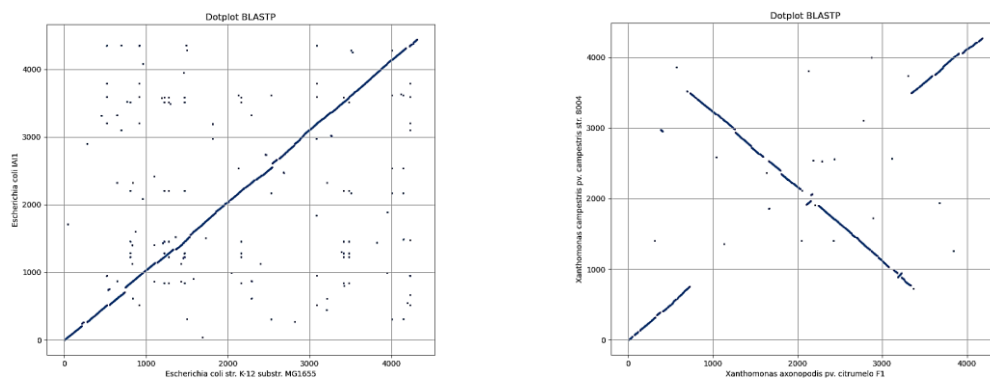 Dotplot BLASTP
Escherichia coli IAI1
4000
3000
2000
1000
0
0 1000 2000 3000 4000
Escherichia coli str. K-12 substr. MG1655
Dotplot BLASTP
Xanthomonas campestris pv. campestris str. 8004
4000
3000
2000
1000
0
0 1000 2000 3000 4000
Xanthomonas axonopodis pv. citrumelo F1